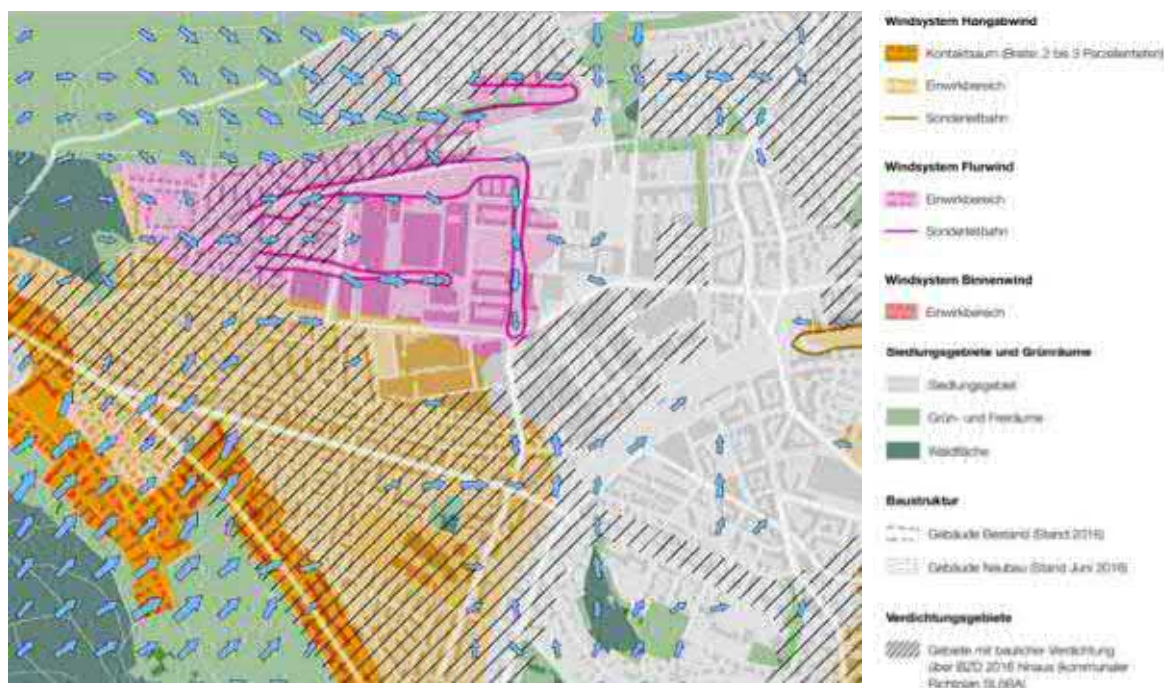 Windsystem Hangabwind
Kontaktsaum (Breite: 2 bis 3 Parzellentiefen)
Einwirkbereich
Sonderleitbahn
Windsystem Flurwind
Einwirkbereich
Sonderleitbahn
Windsystem Binnenwind
Einwirkbereich
Siedlungsgebiete und Grünräume
Siedlungsgebiet
Grün- und Freiräume
Waldfläche
Baustruktur
Gebäude Bestand (Stand 2016)
Gebäude Neubau (Stand Juni 2016)
Verdichtungsgebiete
Gebiete mit baulicher Verdichtung
über BZO 2016 hinaus (kommunaler
Richtplan SLöBA)